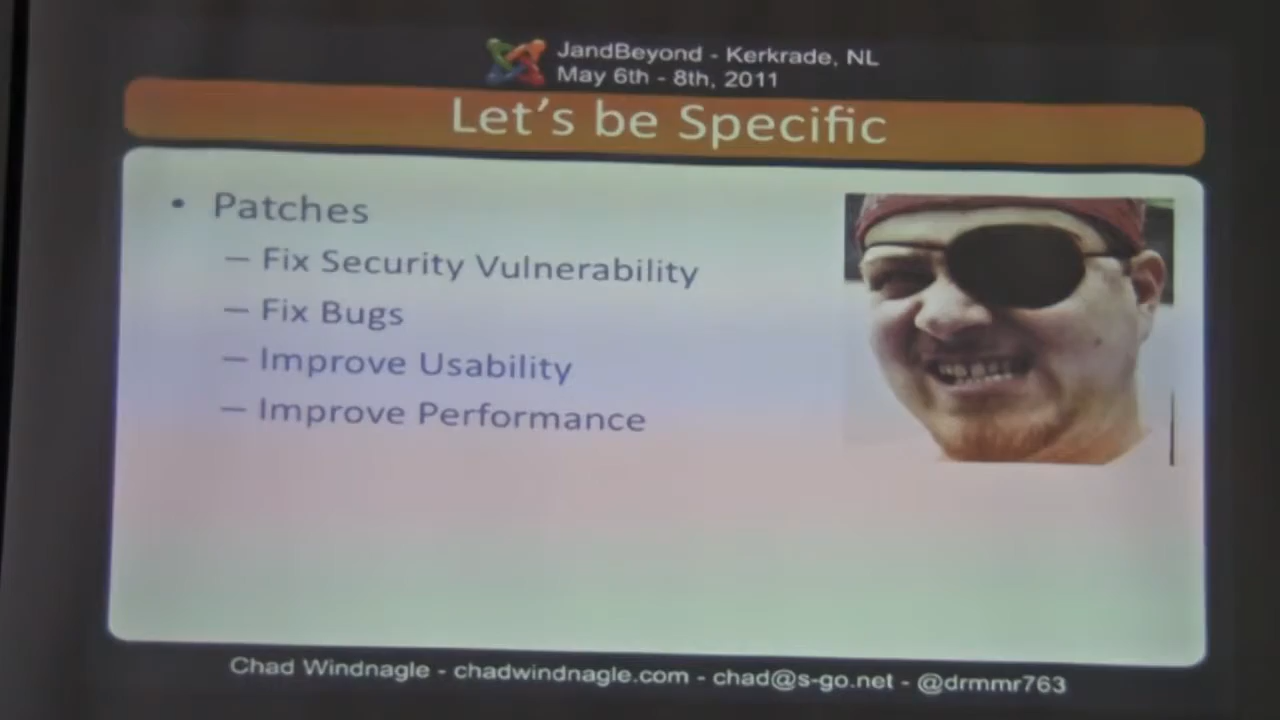 JandBeyond - Kerkrade, NL
May 6th - 8th, 2011
Let's be Specific
• Patches
– Fix Security Vulnerability
– Fix Bugs
– Improve Usability
– Improve Performance
Chad Windnagle - chadwindnagle.com - chad@s-go.net - @drmmr763